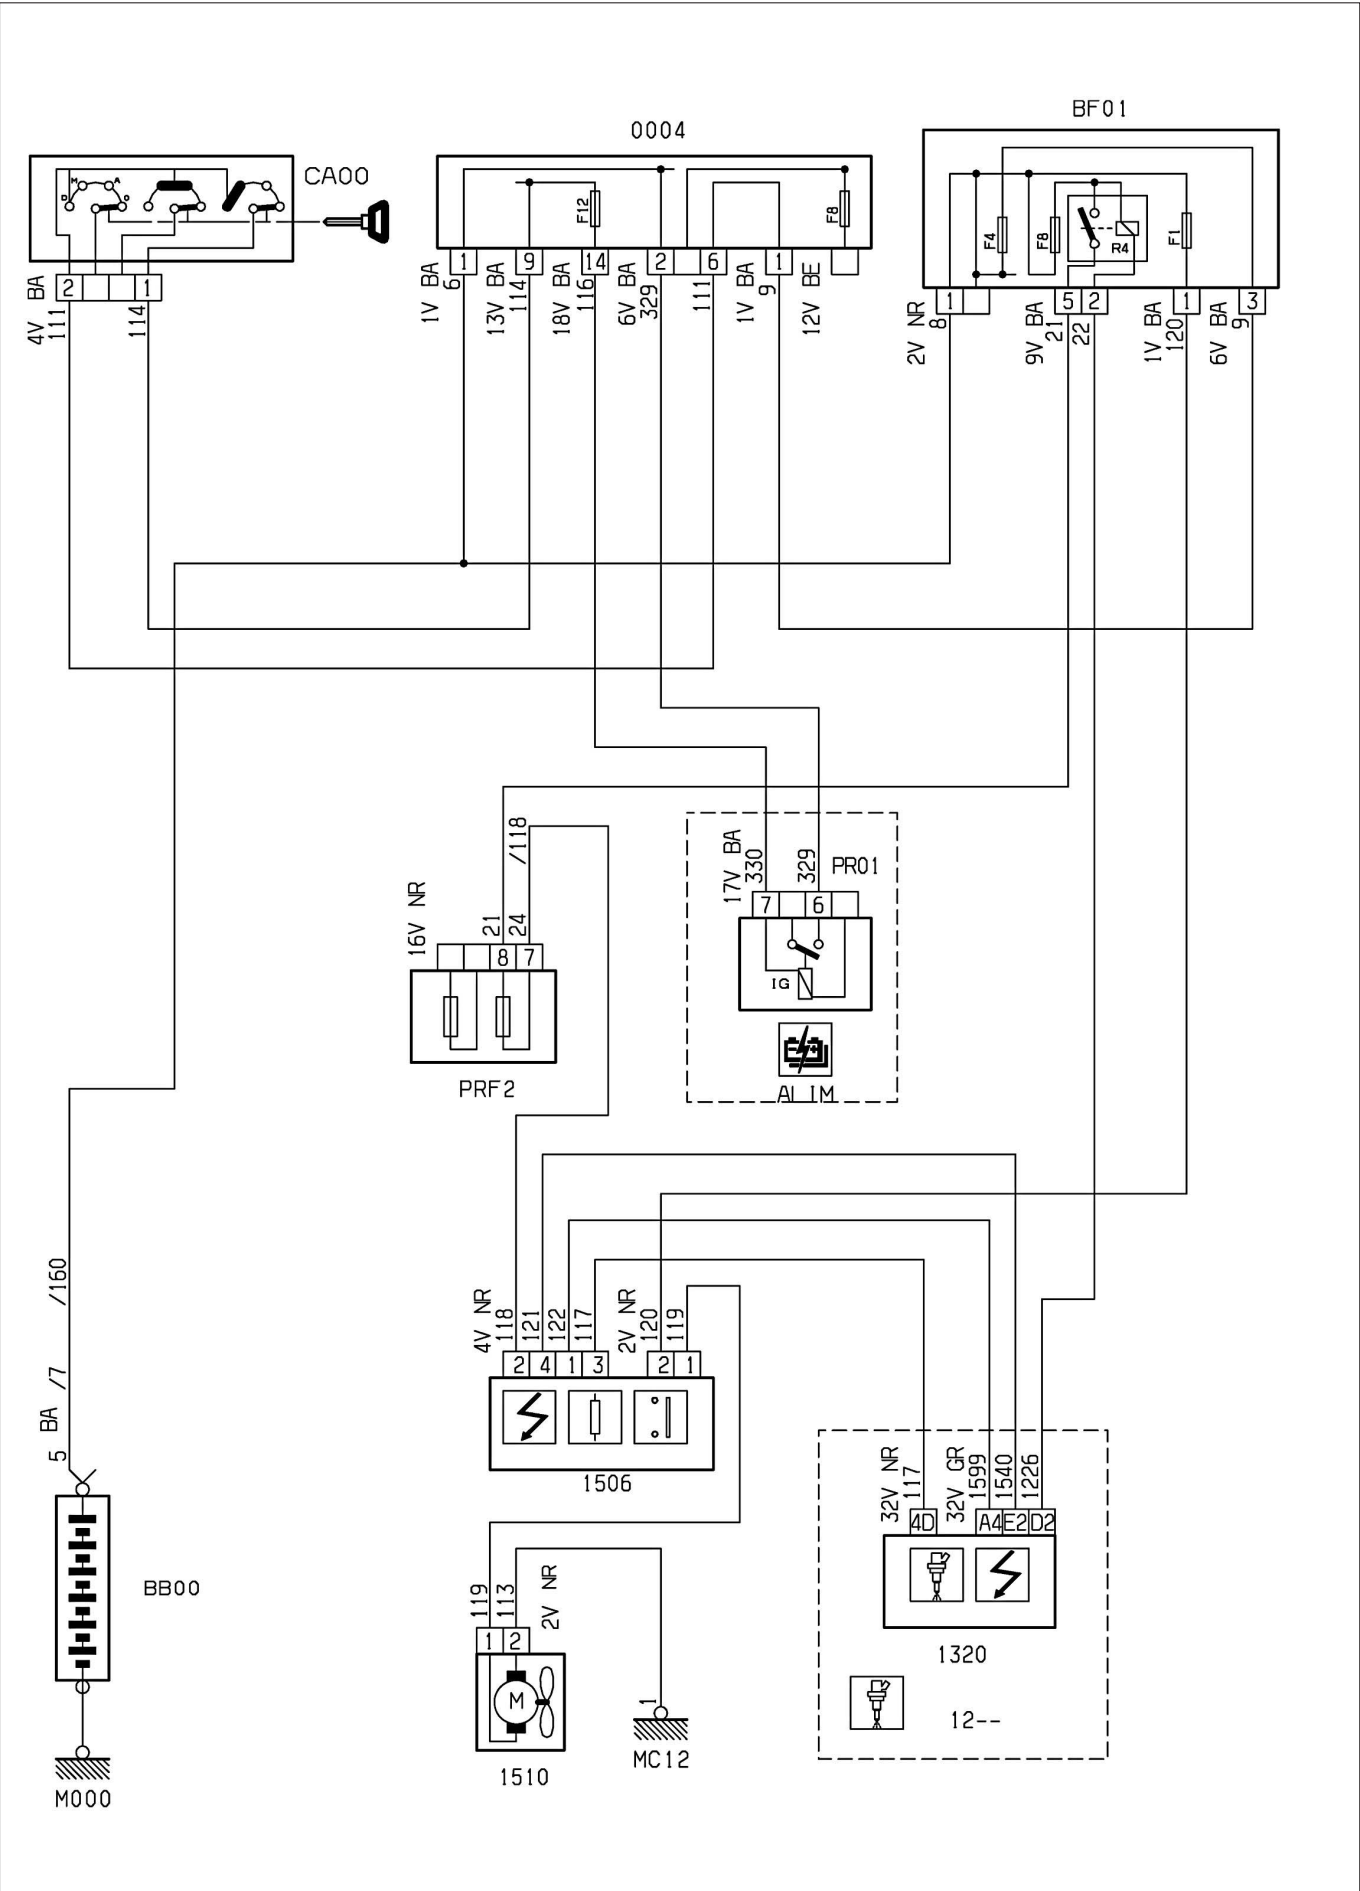 BF01
0004
CA00
M A
D O
F12
F8
F4
F8
R4
F1
2 1
1 9 14 2 6 1
1 5 2 1 3
4V BA
111
114
1V BA
6
13V BA
114
18V BA
116
6V BA
329
111
1V BA
9
12V BE
2V NR
8
9V BA
21
22
1V BA
120
6V BA
9
/118
17V BA
330
329
PR01
7 6
16V NR
21
24
8 7
IG
PRF2
ALIM
/160
4V NR
118
121
122
117
2V NR
120
119
2 4 1 3 2 1
5 BA /7
1506
32V NR
117
32V GR
1599
1540
1226
4D A4 E2 D2
BB00
119
113
2V NR
1 2
M
1
1320
12--
MC12
1510
M000